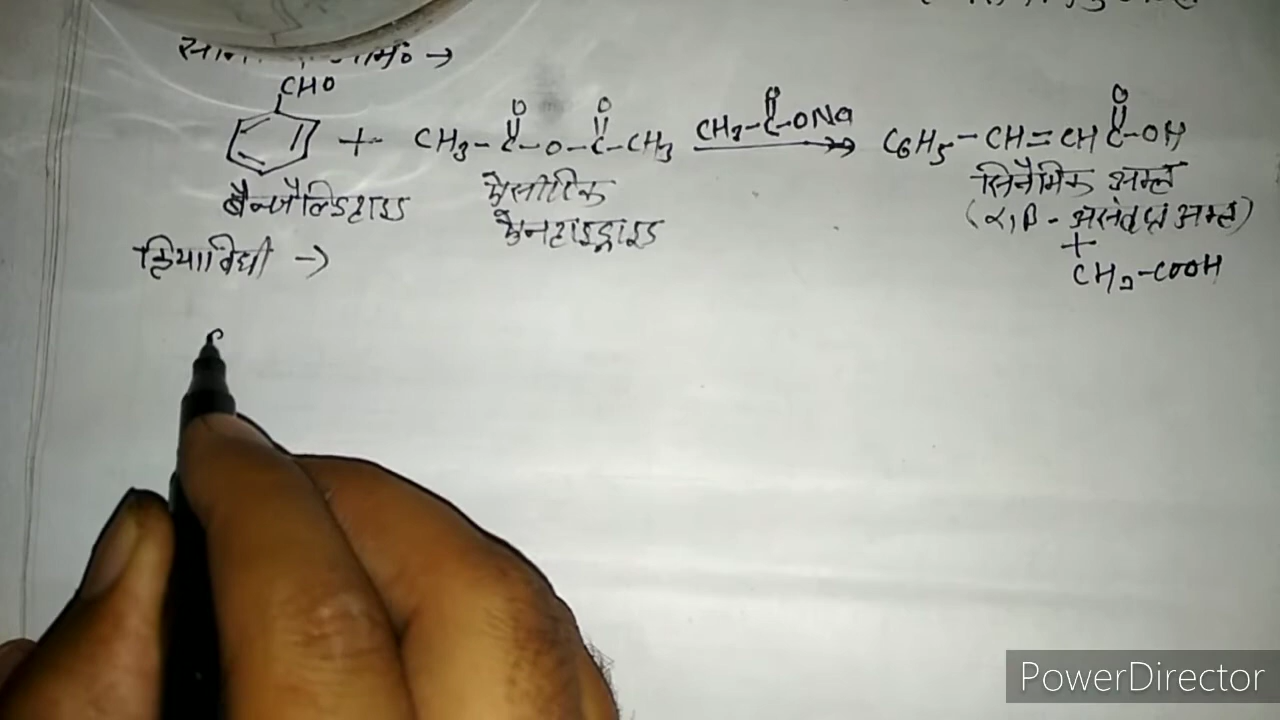 CHO
O O O O
+ CH3-C-O-C-CH3 CH3-C-ONa → C6H5-CH=CH C-OH
बैन्जैल्डिहाइड ऐसीटिक सिनैमिक अम्ल
ऐनहाइड्राइड (α,β- असंतृप्त अम्ल)
क्रियाविधी → +
CH3-COOH
PowerDirector